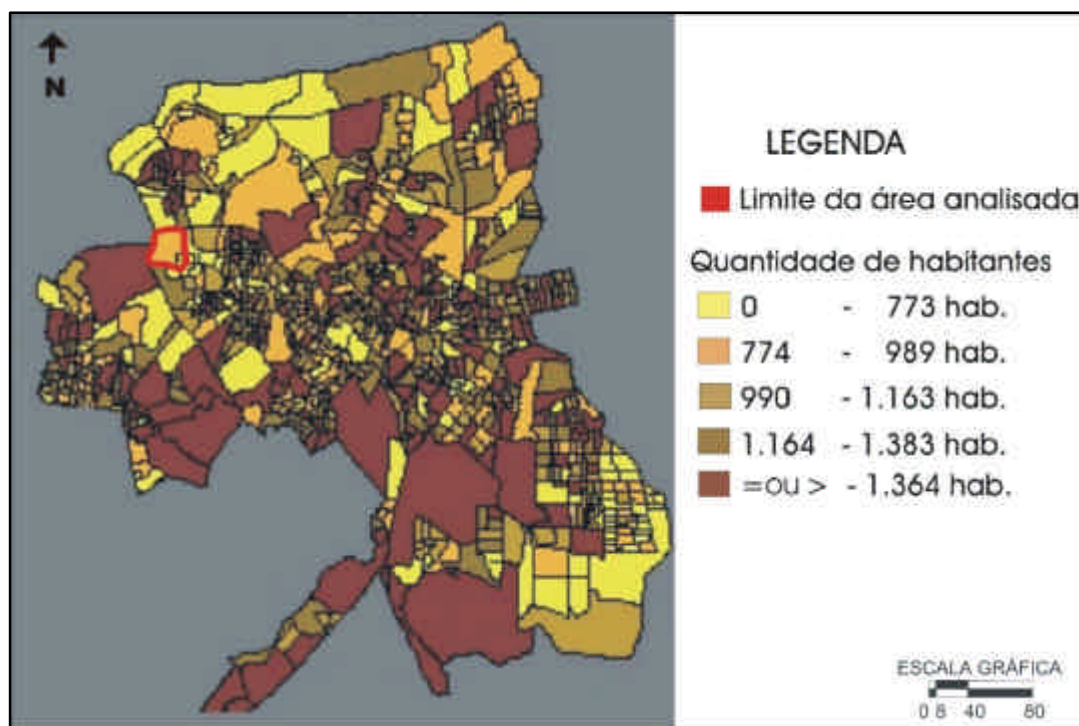 N
LEGENDA
Limite da área analisada
Quantidade de habitantes
0 - 773 hab.
774 - 989 hab.
990 - 1.163 hab.
1.164 - 1.383 hab.
=ou > - 1.364 hab.
ESCALA GRÁFICA
0 8 40 80